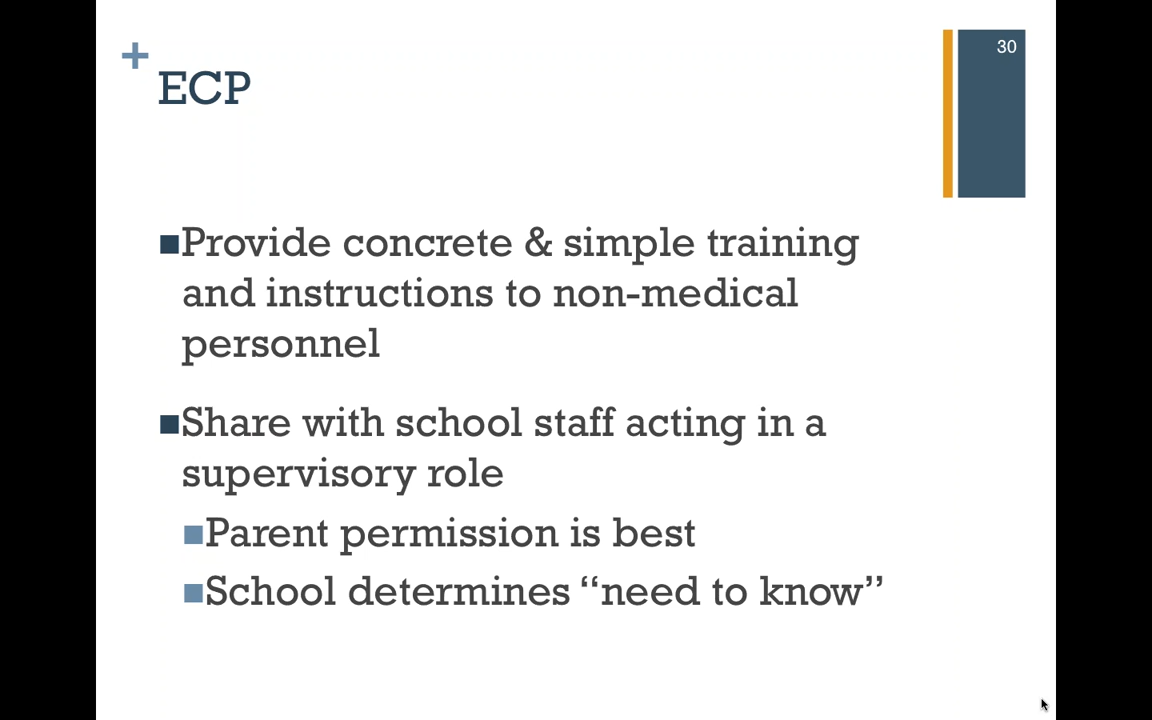 30
+
ECP
■Provide concrete & simple training
and instructions to non-medical
personnel
■Share with school staff acting in a
supervisory role
■Parent permission is best
■School determines “need to know”